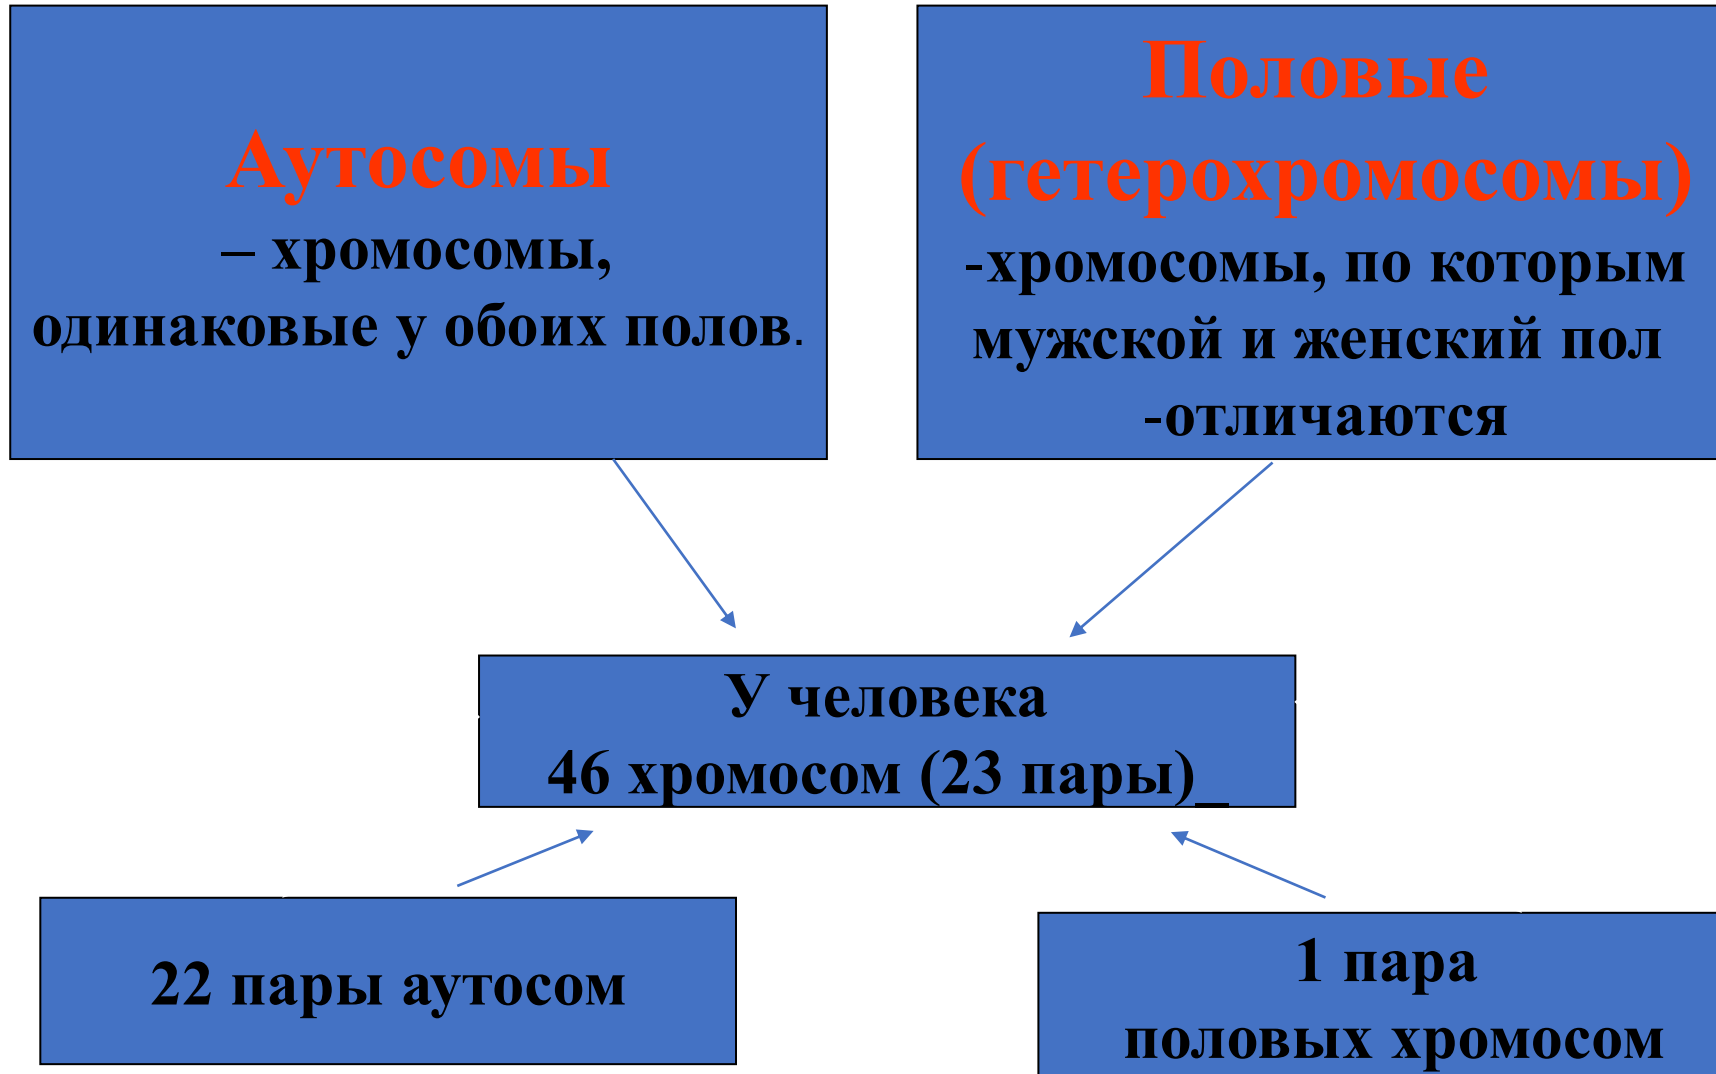 Аутосомы
– хромосомы,
одинаковые у обоих полов.
Половые
(гетерохромосомы)
-хромосомы, по которым
мужской и женский пол
-отличаются
У человека
46 хромосом (23 пары)_
22 пары аутосом
1 пара
половых хромосом